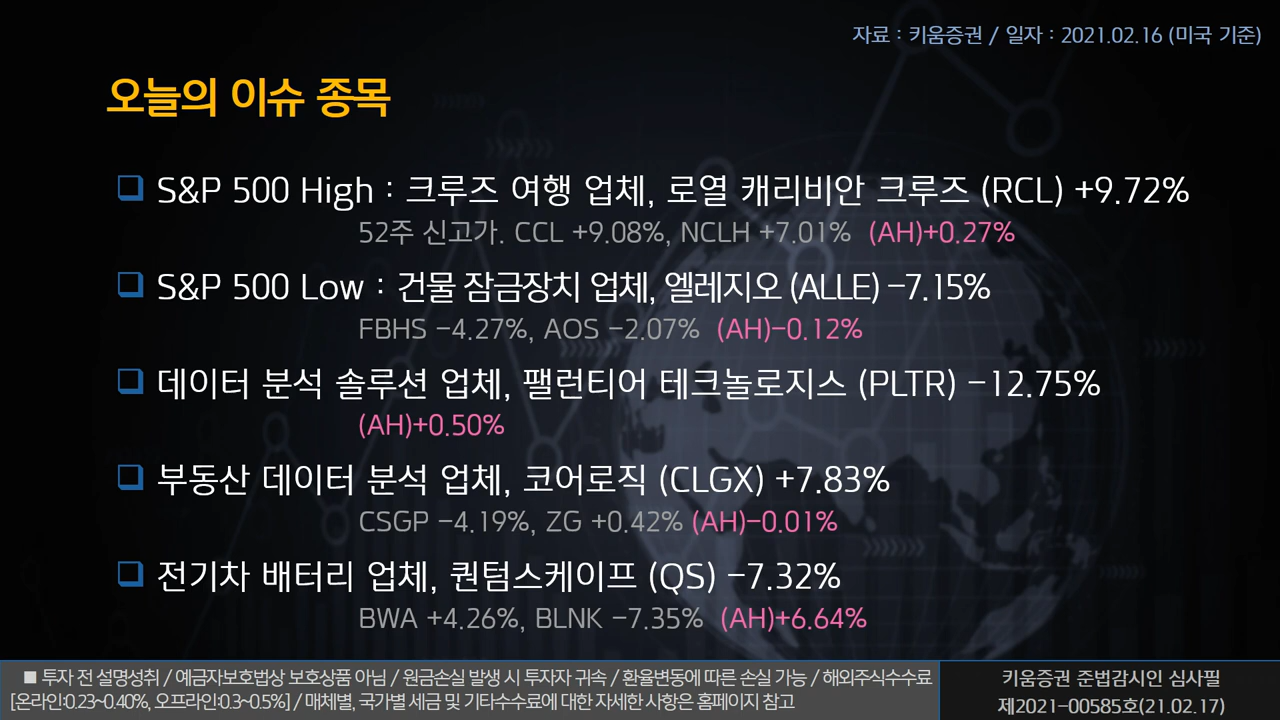 자료 : 키움증권 / 일자 : 2021.02.16 (미국 기준)
오늘의 이슈 종목
S&P 500 High : 크루즈 여행 업체, 로열 캐리비안 크루즈 (RCL) +9.72%
52주 신고가. CCL +9.08%, NCLH +7.01% (AH)+0.27%
S&P 500 Low : 건물 잠금장치 업체, 엘레지오 (ALLE) −7.15%
FBHS −4.27%, AOS −2.07% (AH)−0.12%
데이터 분석 솔루션 업체, 팰런티어 테크놀로지스 (PLTR) −12.75%
(AH)+0.50%
부동산 데이터 분석 업체, 코어로직 (CLGX) +7.83%
CSGP −4.19%, ZG +0.42% (AH)−0.01%
전기차 배터리 업체, 퀀텀스케이프 (QS) −7.32%
BWA +4.26%, BLNK −7.35% (AH)+6.64%
■ 투자 전 설명성취 / 예금자보호법상 보호상품 아님 / 원금손실 발생 시 투자자 귀속 / 환율변동에 따른 손실 가능 / 해외주식수수료
[온라인:0.23~0.40%, 오프라인:0.3~0.5%] / 매체별, 국가별 세금 및 기타수수료에 대한 자세한 사항은 홈페이지 참고
키움증권 준법감시인 심사필
제2021-00585호(21.02.17)